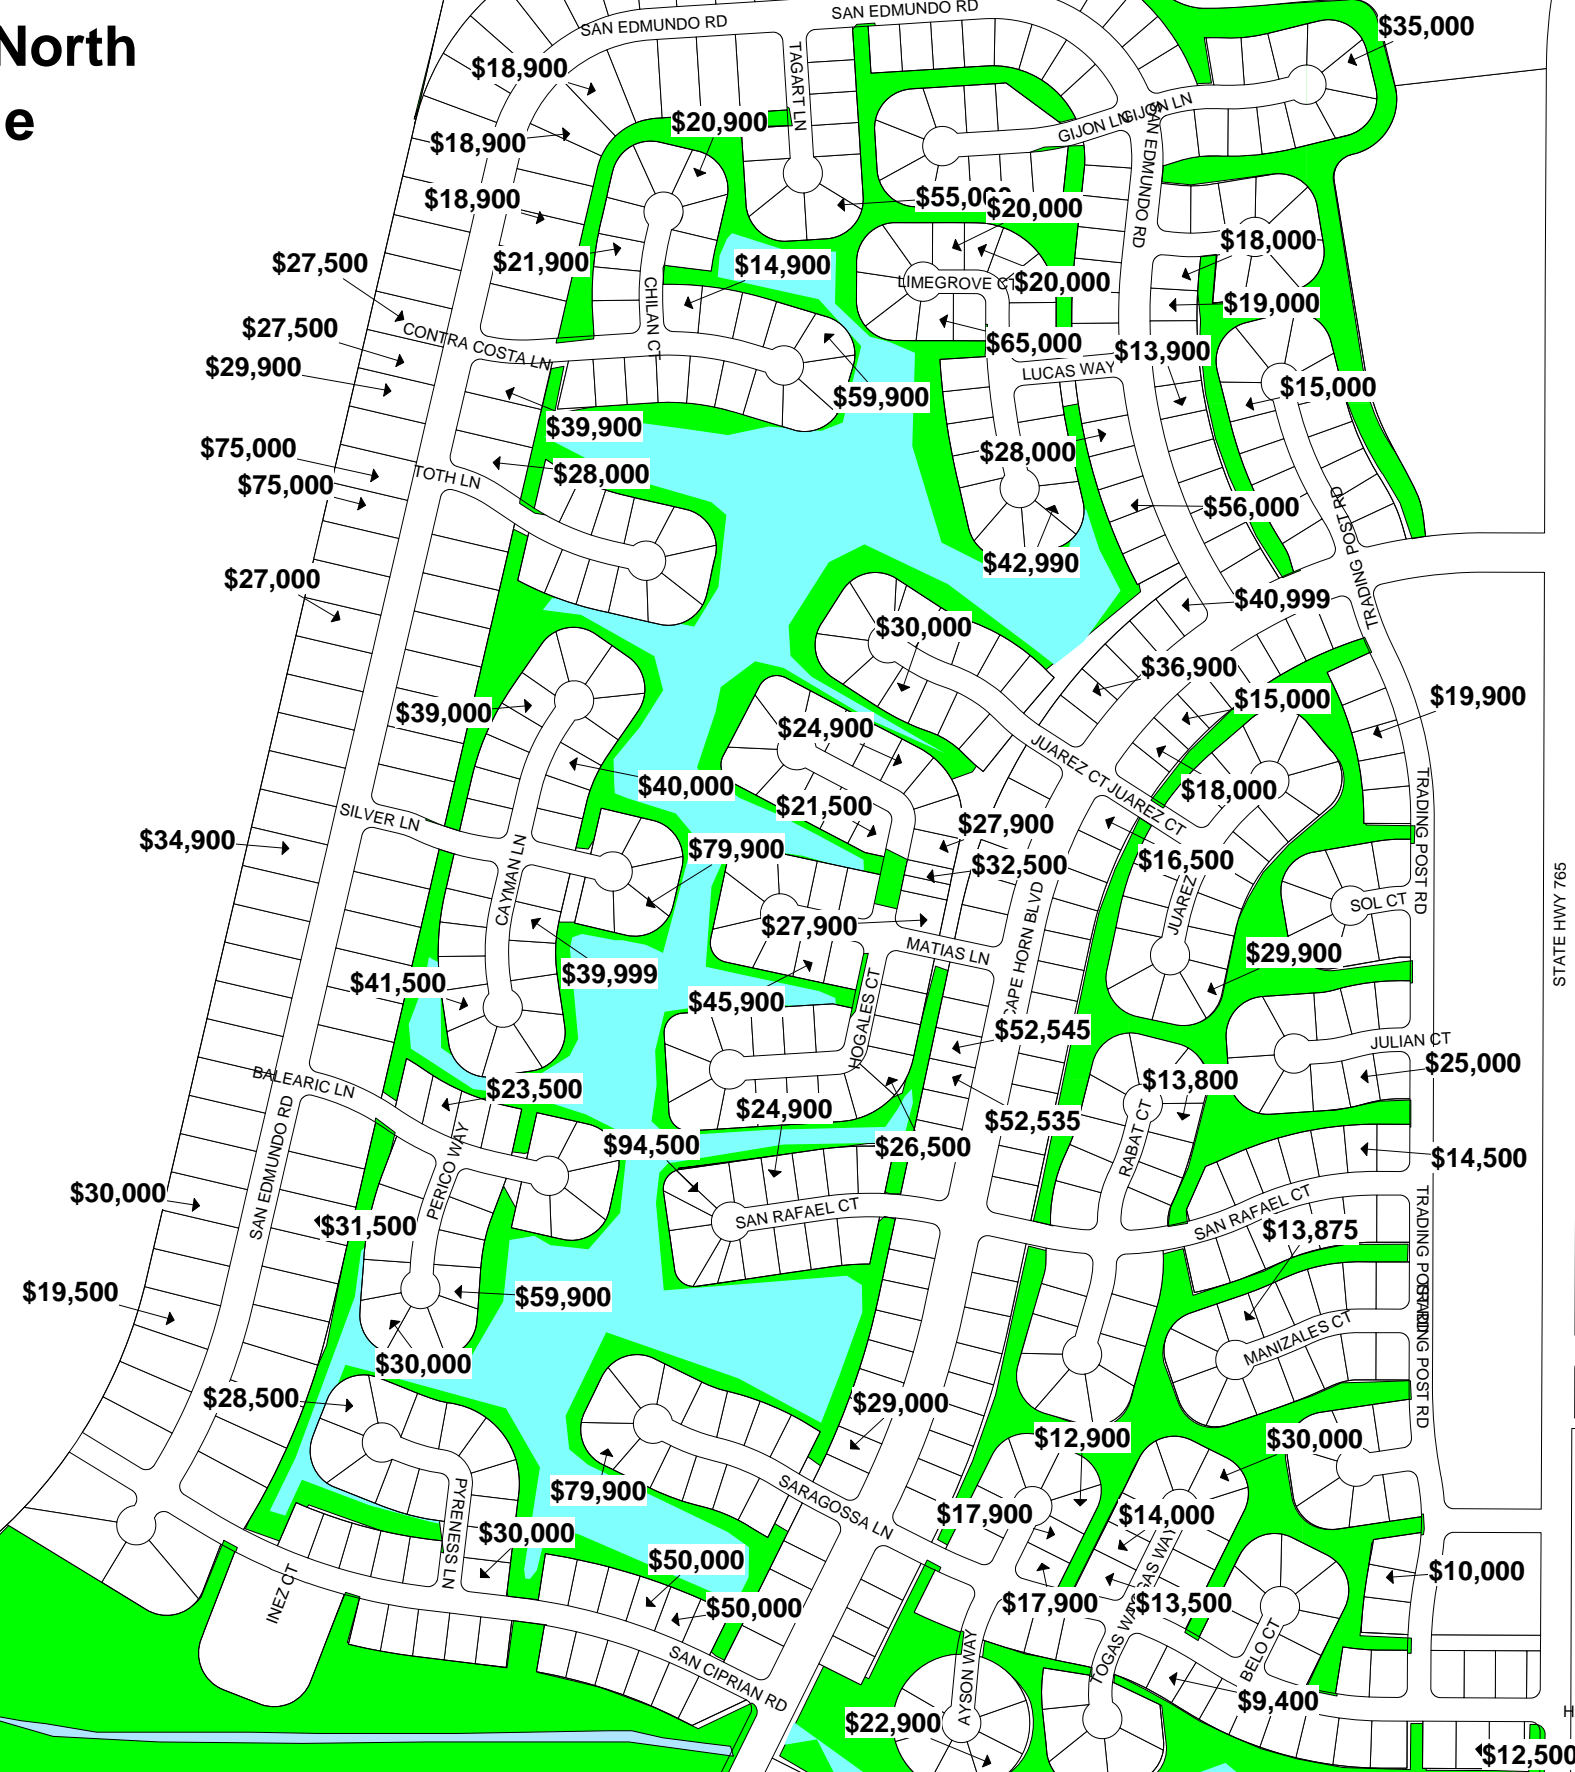 North
e
SAN EDMUNDO RD
SAN EDMUNDO RD
$35,000
$18,900
TAGART LN
$20,900
GIJON LN
GIJON LN
SAN EDMUNDO RD
$18,900
$18,900
$55,000
$20,000
$18,000
$21,900
$14,900
$27,500
LIMEGROVE CT
$20,000
$19,000
CHILAN CT
$27,500
CONTRA COSTA LN
$65,000
$13,900
LUCAS WAY
$29,900
$59,900
$15,000
$39,900
$75,000
TOTH LN
$28,000
$28,000
$75,000
$56,000
TRADING POST RD
$42,990
$27,000
$40,999
$30,000
$36,900
$15,000
$19,900
$39,000
$24,900
JUAREZ CT
JUAREZ CT
$40,000
$18,000
$21,500
TRADING POST RD
SILVER LN
$27,900
$34,900
$79,900
$32,500
$16,500
CAYMAN LN
JUAREZ
SOL CT
STATE HWY 765
$27,900
CAPE HORN BLVD
MATIAS LN
$29,900
$41,500
$39,999
$45,900
HOGALES CT
$52,545
JULIAN CT
$25,000
BALEARIC LN
$23,500
$13,800
$24,900
$52,535
SAN EDMUNDO RD
PERICO WAY
$94,500
$26,500
RABAT CT
$14,500
$30,000
SAN RAFAEL CT
SAN RAFAEL CT
$31,500
$13,875
TRADING POST RD
TRADING POST RD
$19,500
$59,900
MANIZALES CT
$30,000
$28,500
$29,000
$12,900
$30,000
PYRENESS LN
$79,900
SARAGOSSA LN
$17,900
$14,000
$30,000
$50,000
$10,000
INEZ CT
$50,000
$17,900
$13,500
TOGAS WAY
TOGAS WAY
BELO CT
SAN CIPRIAN RD
AYSON WAY
$9,400
$22,900
H
$12,500